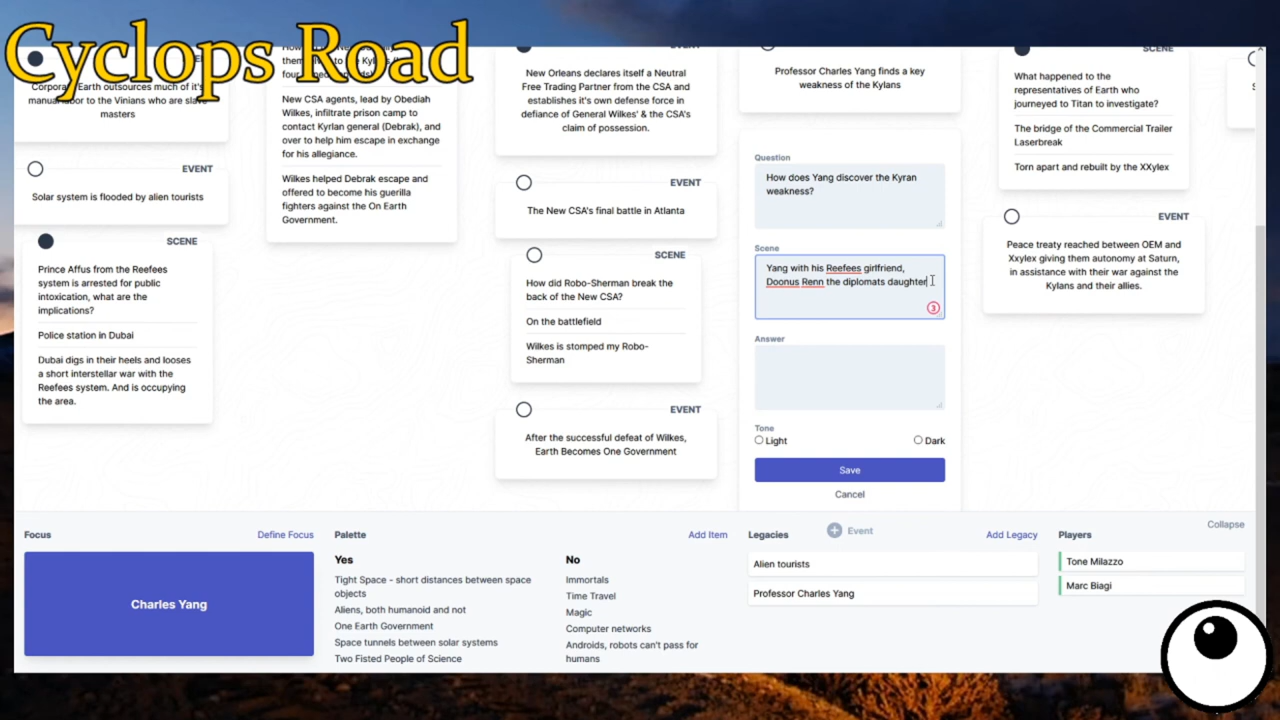 Cyclops Road
Corporate Earth outsources much of it's
manual labor to the Vinians who are slave
masters
EVENT
Solar system is flooded by alien tourists
SCENE
Prince Affus from the Reefees
system is arrested for public
intoxication, what are the
implications?
Police station in Dubai
Dubai digs in their heels and looses
a short interstellar war with the
Reefees system. And is occupying
the area.
New CSA agents, lead by Obediah
Wilkes, infiltrate prison camp to
contact Kyrlan general (Debrak), and
over to help him escape in exchange
for his allegiance.
Wilkes helped Debrak escape and
offered to become his guerilla
fighters against the On Earth
Government.
EVENT
New Orleans declares itself a Neutral
Free Trading Partner from the CSA and
establishes it's own defense force in
defiance of General Wilkes' & the CSA's
claim of possession.
EVENT
The New CSA's final battle in Atlanta
SCENE
How did Robo-Sherman break the
back of the New CSA?
On the battlefield
Wilkes is stomped my Robo-
Sherman
EVENT
After the successful defeat of Wilkes,
Earth Becomes One Government
Professor Charles Yang finds a key
weakness of the Kylans
Question
How does Yang discover the Kyran
weakness?
Scene
Yang with his Reefees girlfriend,
Doonus Renn the diplomats daughter
3
Answer
Tone
Light
Dark
Save
Cancel
SCENE
What happened to the
representatives of Earth who
journeyed to Titan to investigate?
The bridge of the Commercial Trailer
Laserbreak
Torn apart and rebuilt by the XXylex
EVENT
Peace treaty reached between OEM and
Xxylex giving them autonomy at Saturn,
in assistance with their war against the
Kylans and their allies.
Event
Collapse
Focus
Define Focus
Charles Yang
Palette
Add Item
Yes
Tight Space - short distances between space
objects
Aliens, both humanoid and not
One Earth Government
Space tunnels between solar systems
Two Fisted People of Science
No
Immortals
Time Travel
Magic
Computer networks
Androids, robots can't pass for
humans
Legacies
Add Legacy
Alien tourists
Professor Charles Yang
Players
Tone Milazzo
Marc Biagi